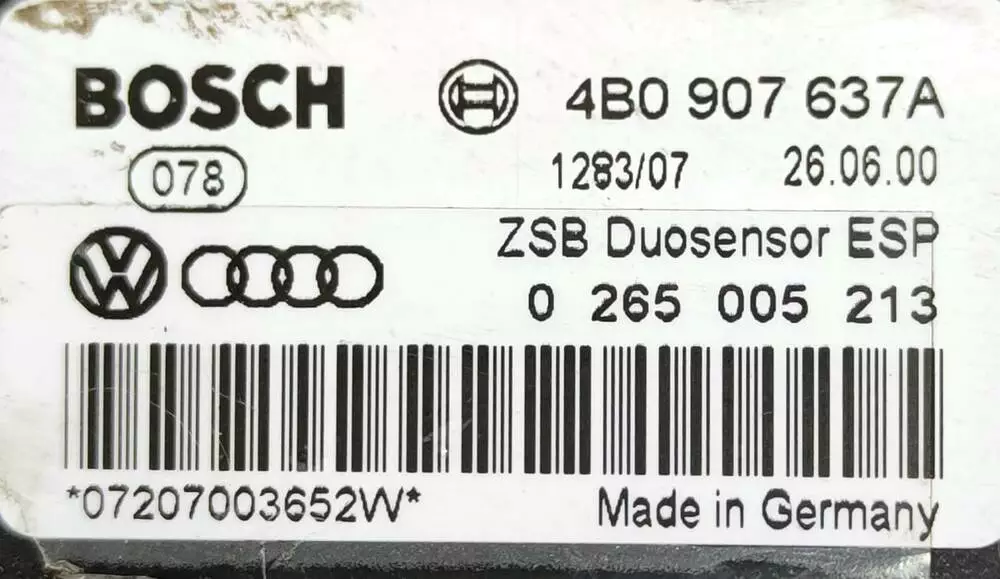 BOSCH 4B0 907 637A
078 1283/07 26.06.00
ZSB Duosensor ESP
0 265 005 213
*07207003652W*
Made in Germany